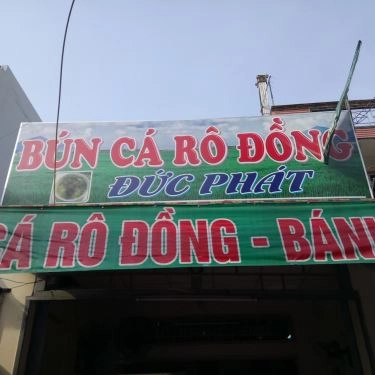 BÚN CÁ RÔ ĐỒNG
ĐỨC PHÁT
CÁ RÔ ĐỒNG - BÁNH